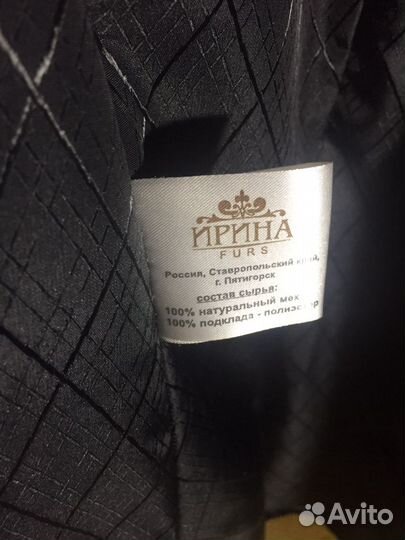 ИРИНА
FURS
Россия, Ставропольский край,
г. Пятигорск
состав сырья:
100% натуральный мех
100% подклада - полиэстер
Avito